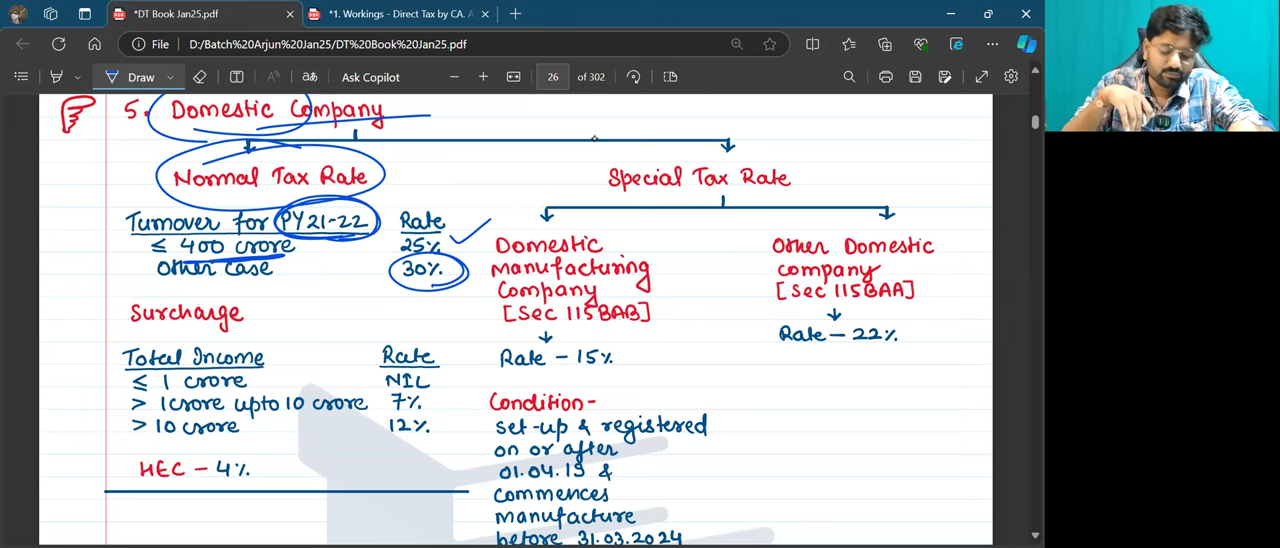 *DT Book Jan25.pdf
*1. Workings - Direct Tax by CA. A
File
D:/Batch%20Arjun%20Jan25/DT%20Book%20Jan25.pdf
Draw
Ask Copilot
26 of 302
5. Domestic Company
Normal Tax Rate
Special Tax Rate
Turnover for PY21-22 Rate
≤ 400 crore 25%
Other case 30%
Surcharge
Total Income Rate
≤ 1 crore NIL
> 1crore upto 10 crore 7%
> 10 crore 12%
HEC - 4%
Domestic
manufacturing
Company
[Sec 115BAB]
Rate - 15%
Condition-
set-up & registered
on or after
01.04.19 &
commences
manufacture
before 31.03.2024
Other Domestic
company
[Sec 115BAA]
Rate - 22%